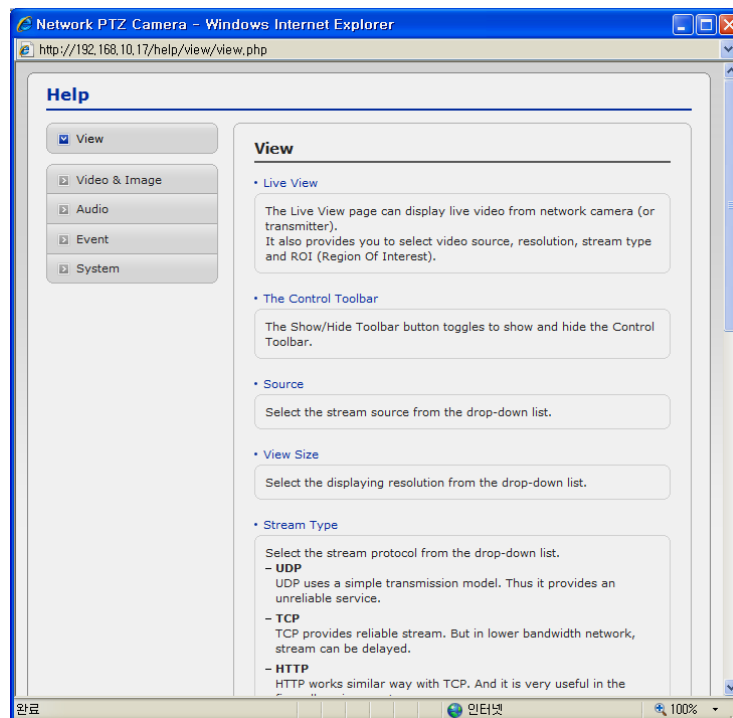 Network PTZ Camera - Windows Internet Explorer
http://192.168.10.17/help/view/view.php
Help
View
Video & Image
Audio
Event
System
View
• Live View
The Live View page can display live video from network camera (or
transmitter).
It also provides you to select video source, resolution, stream type
and ROI (Region Of Interest).
• The Control Toolbar
The Show/Hide Toolbar button toggles to show and hide the Control
Toolbar.
• Source
Select the stream source from the drop-down list.
• View Size
Select the displaying resolution from the drop-down list.
• Stream Type
Select the stream protocol from the drop-down list.
– UDP
UDP uses a simple transmission model. Thus it provides an
unreliable service.
– TCP
TCP provides reliable stream. But in lower bandwidth network,
stream can be delayed.
– HTTP
HTTP works similar way with TCP. And it is very useful in the
완료
인터넷
100%